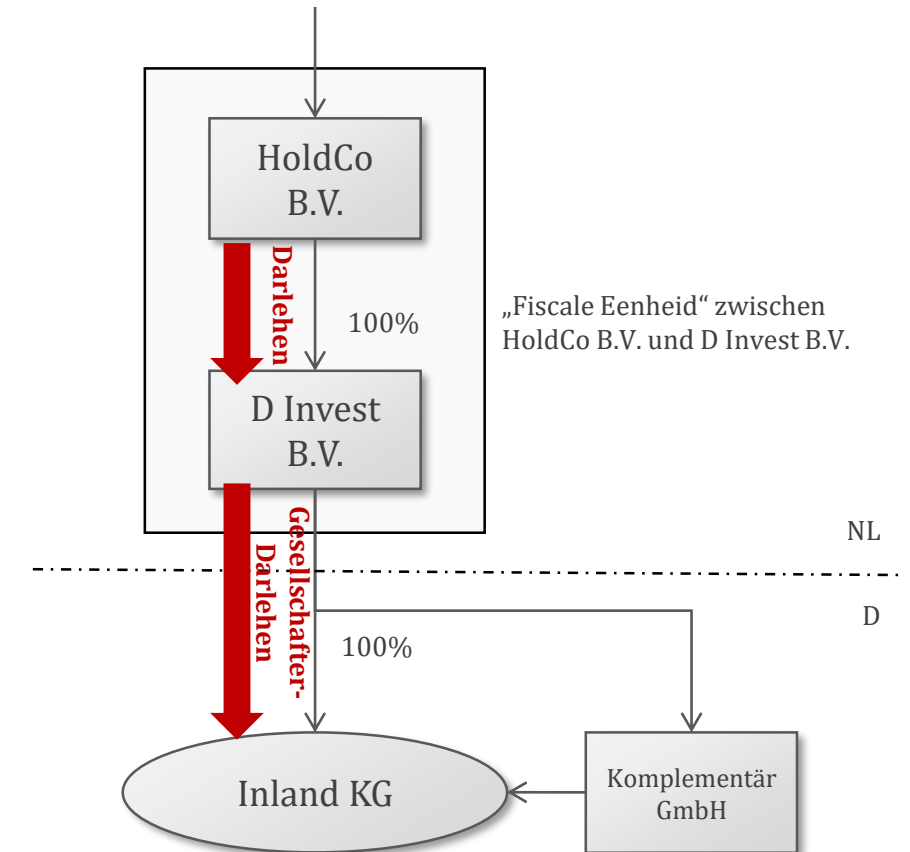 HoldCo
B.V.
Darlehen
100%
„Fiscale Eenheid“ zwischen
HoldCo B.V. und D Invest B.V.
D Invest
B.V.
NL
Gesellschafter-
Darlehen
D
100%
Inland KG
Komplementär
GmbH